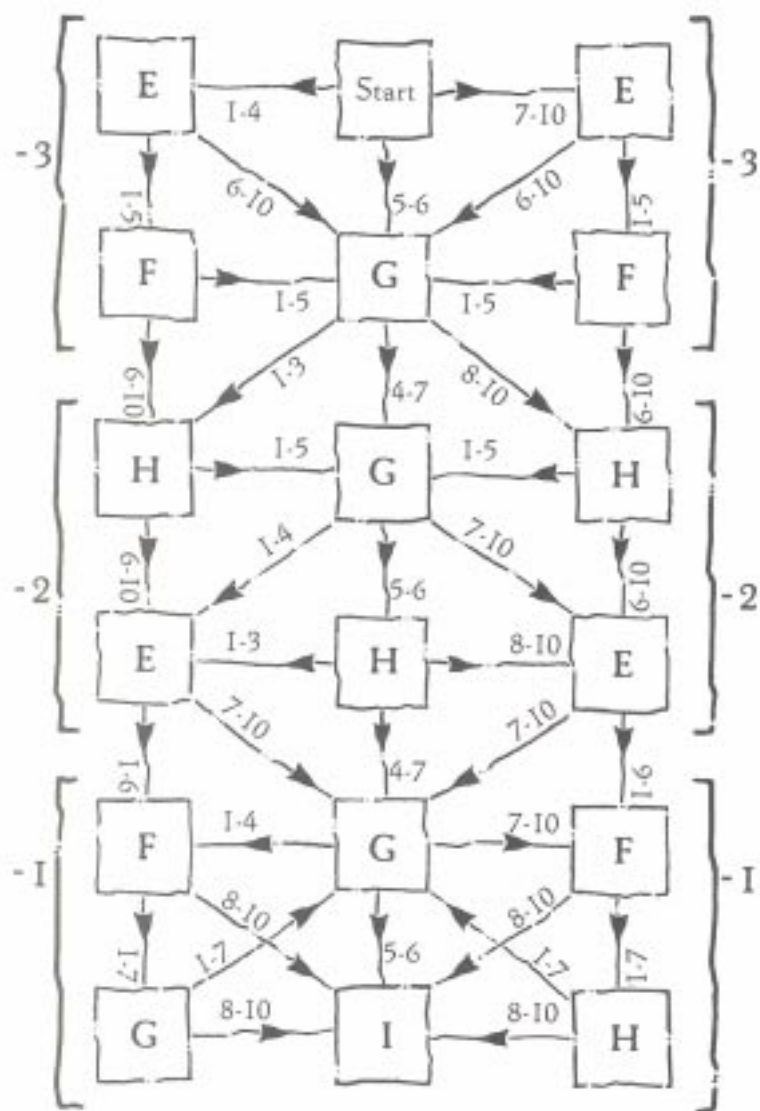 E Start E
1-4 7-10
-3 -3
1-5 6-10 5-6 6-10 1-5
F G F
1-5 1-5
6-10 1-3 4-7 8-10 6-10
H G H
1-5 1-5
6-10 1-4 5-6 7-10 6-10
-2 -2
E H E
1-3 8-10
1-6 7-10 4-7 7-10 1-6
F G F
1-4 7-10
-1 -1
1-7 8-10 1-7 5-6 8-10 1-7 1-7
G I H
8-10 8-10